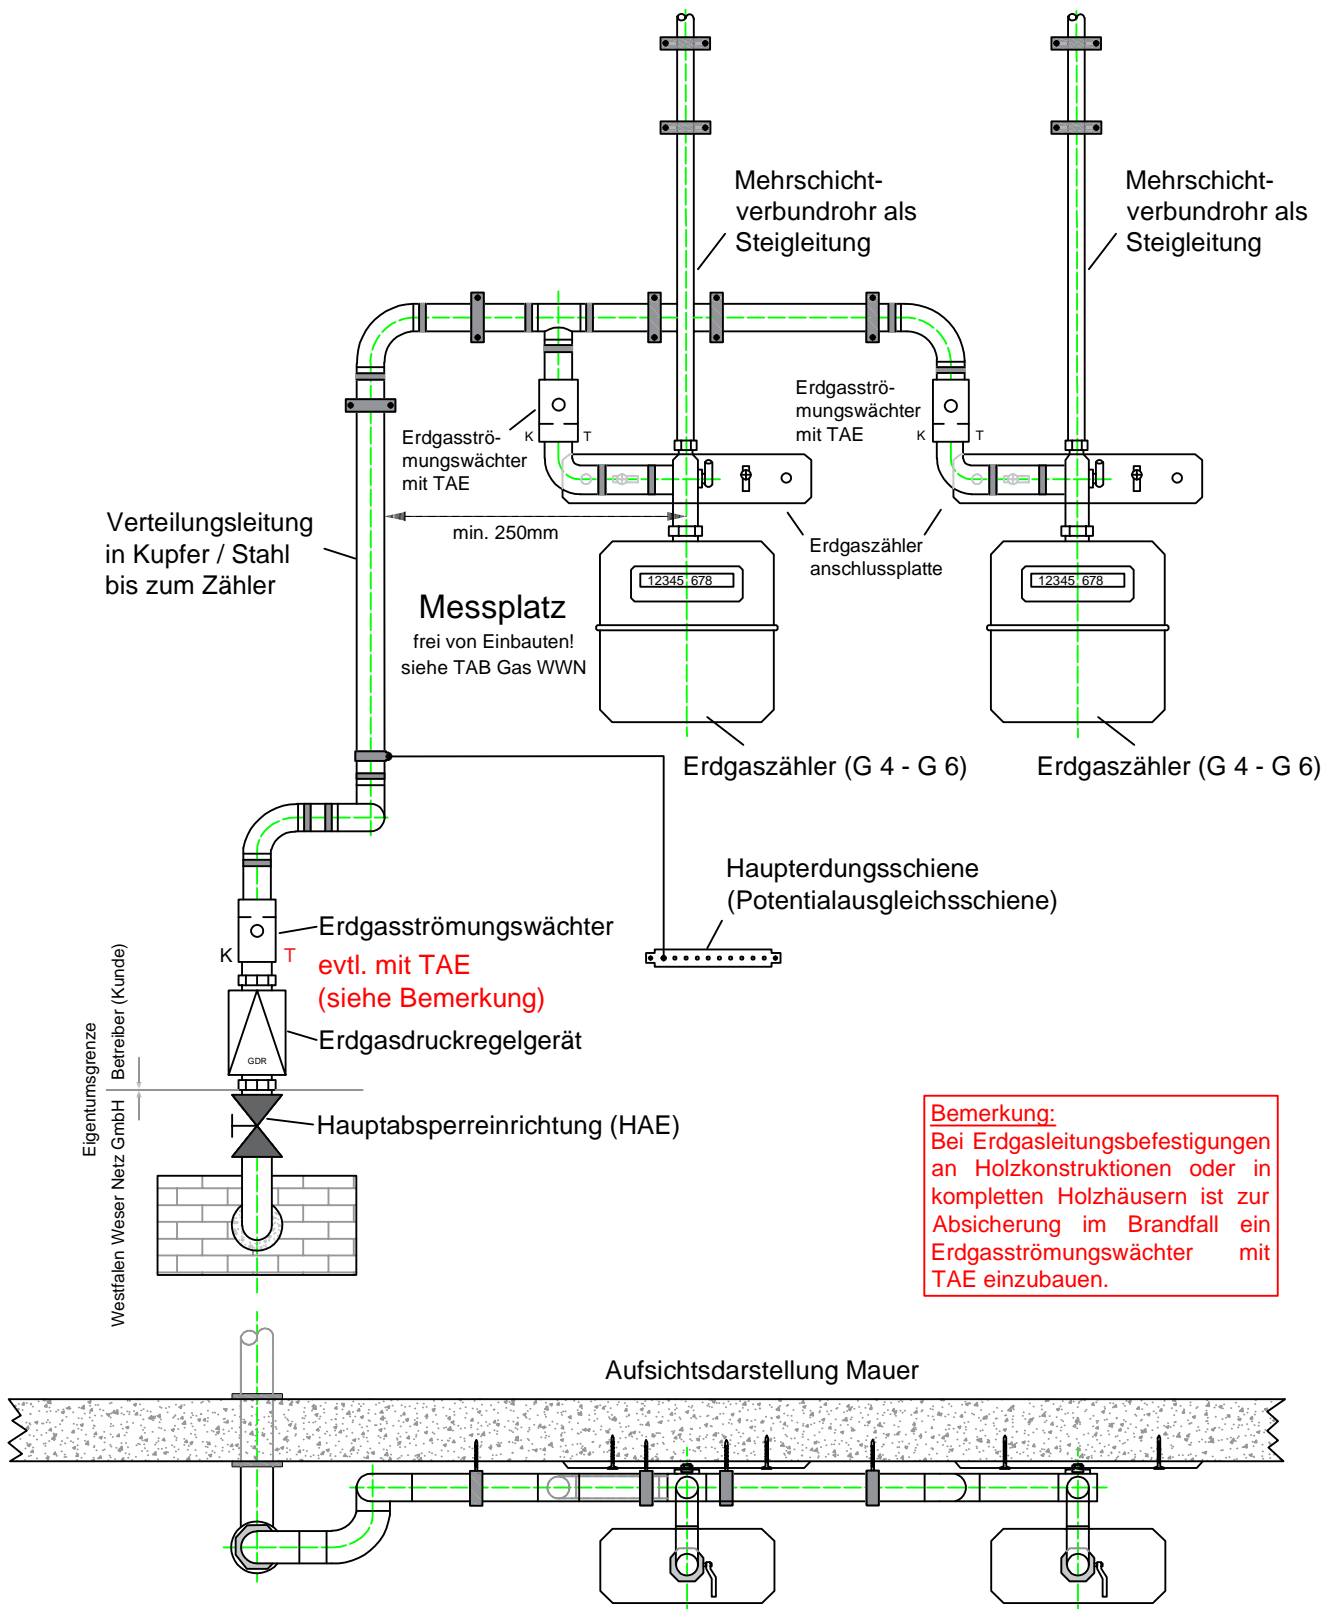 Mehrschicht-
verbundrohr als
Steigleitung
Mehrschicht-
verbundrohr als
Steigleitung
Erdgasströ-
mungswächter
mit TAE
K
T
Erdgasströ-
mungswächter
mit TAE
K
T
min. 250mm
Verteilungsleitung
in Kupfer / Stahl
bis zum Zähler
Erdgaszähler
anschlussplatte
12345 678
12345 678
Messplatz
frei von Einbauten!
siehe TAB Gas WWN
Erdgaszähler (G 4 - G 6)
Erdgaszähler (G 4 - G 6)
Haupterdungsschiene
(Potentialausgleichsschiene)
Erdgasströmungswächter
K
T
evtl. mit TAE
(siehe Bemerkung)
Erdgasdruckregelgerät
GDR
Eigentumsgrenze
Betreiber (Kunde)
Westfalen Weser Netz GmbH
Hauptabsperreinrichtung (HAE)
Bemerkung:
Bei Erdgasleitungsbefestigungen
an Holzkonstruktionen oder in
kompletten Holzhäusern ist zur
Absicherung im Brandfall ein
Erdgasströmungswächter mit
TAE einzubauen.
Aufsichtsdarstellung Mauer